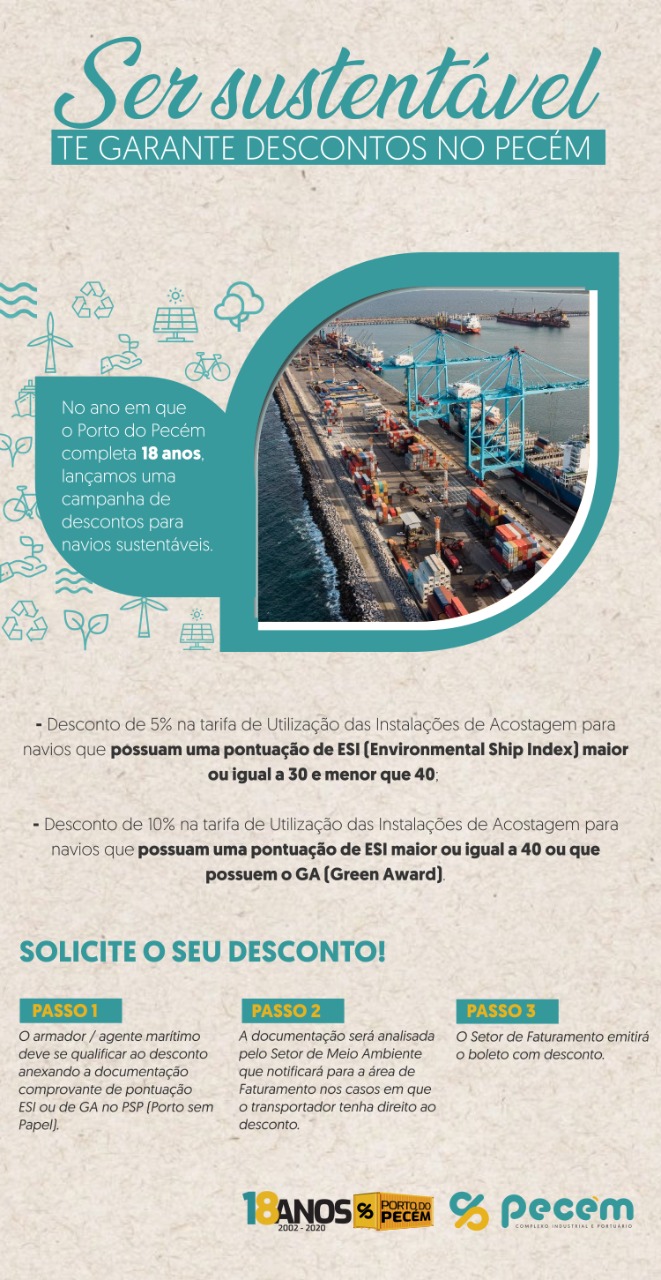 Ser sustentável
TE GARANTE DESCONTOS NO PECÉM
No ano em que
o Porto do Pecém
completa 18 anos,
lançamos uma
campanha de
descontos para
navios sustentáveis.
- Desconto de 5% na tarifa de Utilização das Instalações de Acostagem para
navios que possuam uma pontuação de ESI (Environmental Ship Index) maior
ou igual a 30 e menor que 40;
- Desconto de 10% na tarifa de Utilização das Instalações de Acostagem para
navios que possuam uma pontuação de ESI maior ou igual a 40 ou que
possuem o GA (Green Award).
SOLICITE O SEU DESCONTO!
PASSO 1
O armador / agente marítimo
deve se qualificar ao desconto
anexando a documentação
comprovante de pontuação
ESI ou de GA no PSP (Porto sem
Papel).
PASSO 2
A documentação será analisada
pelo Setor de Meio Ambiente
que notificará para a área de
Faturamento nos casos em que
o transportador tenha direito ao
desconto.
PASSO 3
O Setor de Faturamento emitirá
o boleto com desconto.
18ANOS
2002 - 2020
PORTO DO
PECÉM
pecém
COMPLEXO INDUSTRIAL E PORTUÁRIO